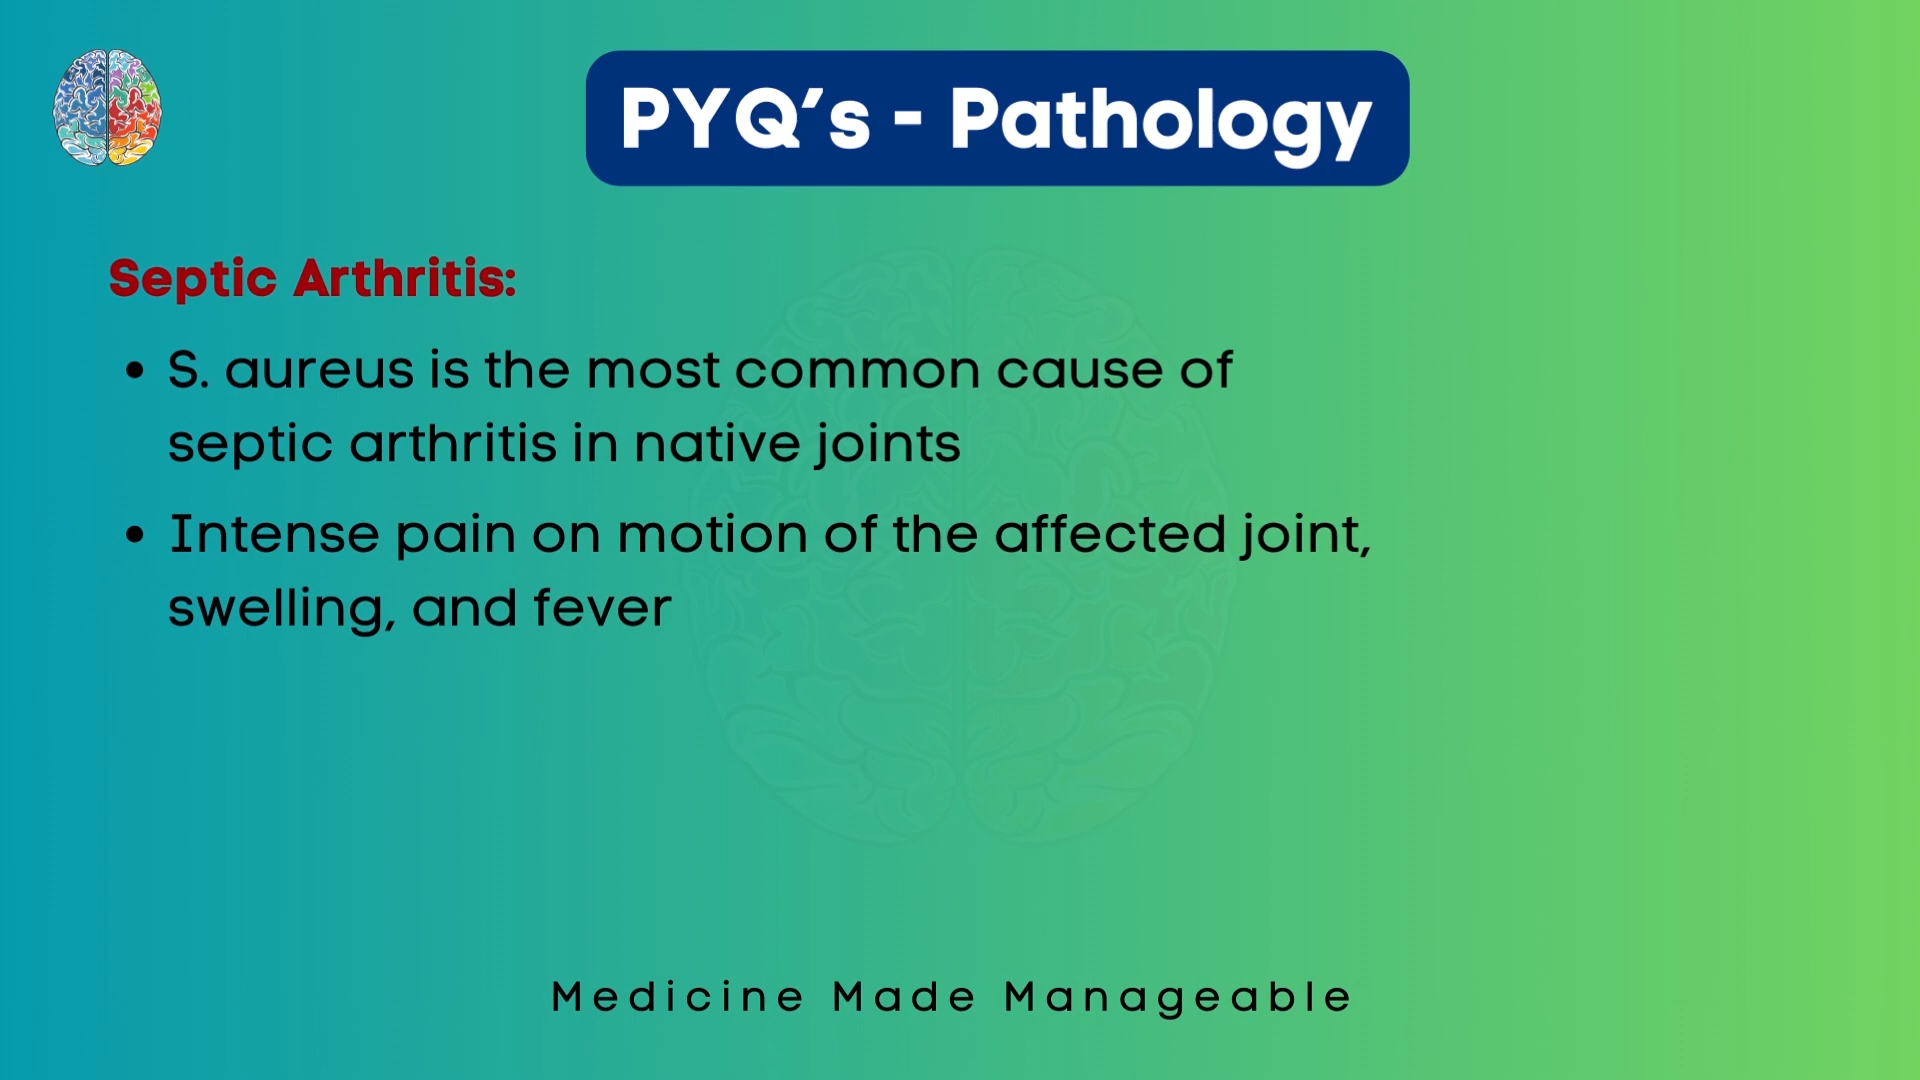 PYQ’s - Pathology
Septic Arthritis:
• S. aureus is the most common cause of
septic arthritis in native joints
• Intense pain on motion of the affected joint,
swelling, and fever
Medicine Made Manageable